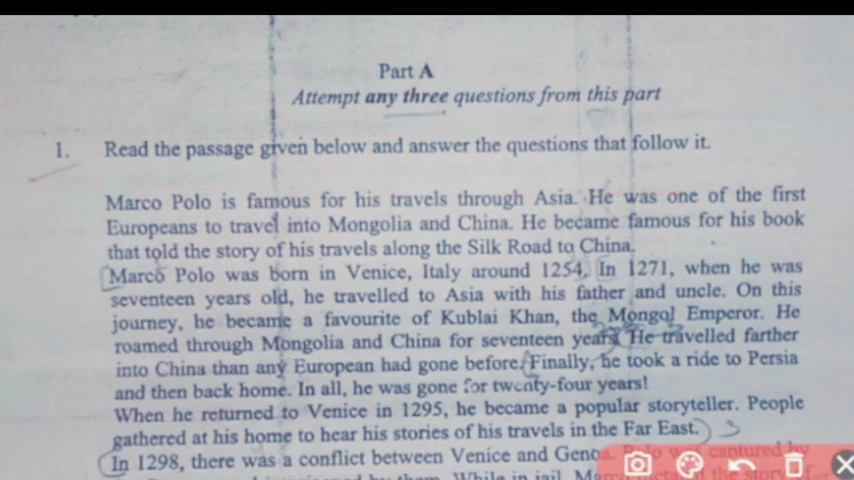 Part A
Attempt any three questions from this part
1. Read the passage given below and answer the questions that follow it.
Marco Polo is famous for his travels through Asia. He was one of the first
Europeans to travel into Mongolia and China. He became famous for his book
that told the story of his travels along the Silk Road to China.
Marco Polo was born in Venice, Italy around 1254. In 1271, when he was
seventeen years old, he travelled to Asia with his father and uncle. On this
journey, he became a favourite of Kublai Khan, the Mongol Emperor. He
roamed through Mongolia and China for seventeen years. He travelled farther
into China than any European had gone before. Finally, he took a ride to Persia
and then back home. In all, he was gone for twenty-four years!
When he returned to Venice in 1295, he became a popular storyteller. People
gathered at his home to hear his stories of his travels in the Far East. 3
In 1298, there was a conflict between Venice and Genoa. Polo was captured by
by them. While in jail, Marco the story